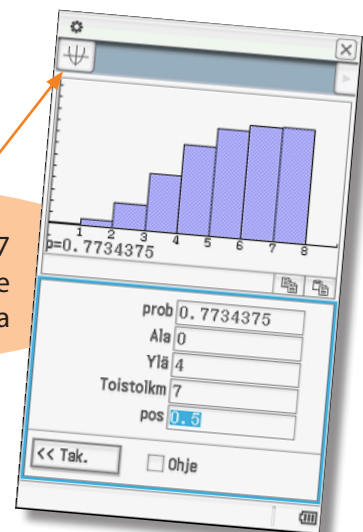 1 2 3 4 5 6 7 8
p=0.7734375
7
e
a
prob 0.7734375
Ala 0
Ylä 4
Toistolkm 7
pos 0.5
<< Tak.
Ohje